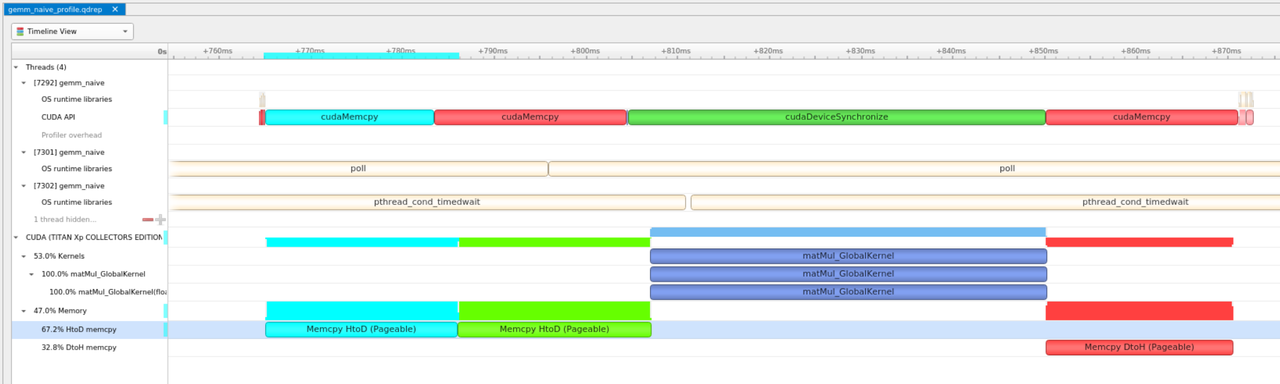 gemm_naive_profile.qdrep ✕
Timeline View
0s +760ms +770ms +780ms +790ms +800ms +810ms +820ms +830ms +840ms +850ms +860ms +870ms
Threads (4)
[7292] gemm_naive
OS runtime libraries
CUDA API cudaMemcpy cudaMemcpy cudaDeviceSynchronize cudaMemcpy
Profiler overhead
[7301] gemm_naive
OS runtime libraries poll poll
[7302] gemm_naive
OS runtime libraries pthread_cond_timedwait pthread_cond_timedwait
1 thread hidden...
CUDA (TITAN Xp COLLECTORS EDITION
53.0% Kernels matMul_GlobalKernel
100.0% matMul_GlobalKernel matMul_GlobalKernel
100.0% matMul_GlobalKernel(floa matMul_GlobalKernel
47.0% Memory
67.2% HtoD memcpy Memcpy HtoD (Pageable) Memcpy HtoD (Pageable)
32.8% DtoH memcpy Memcpy DtoH (Pageable)